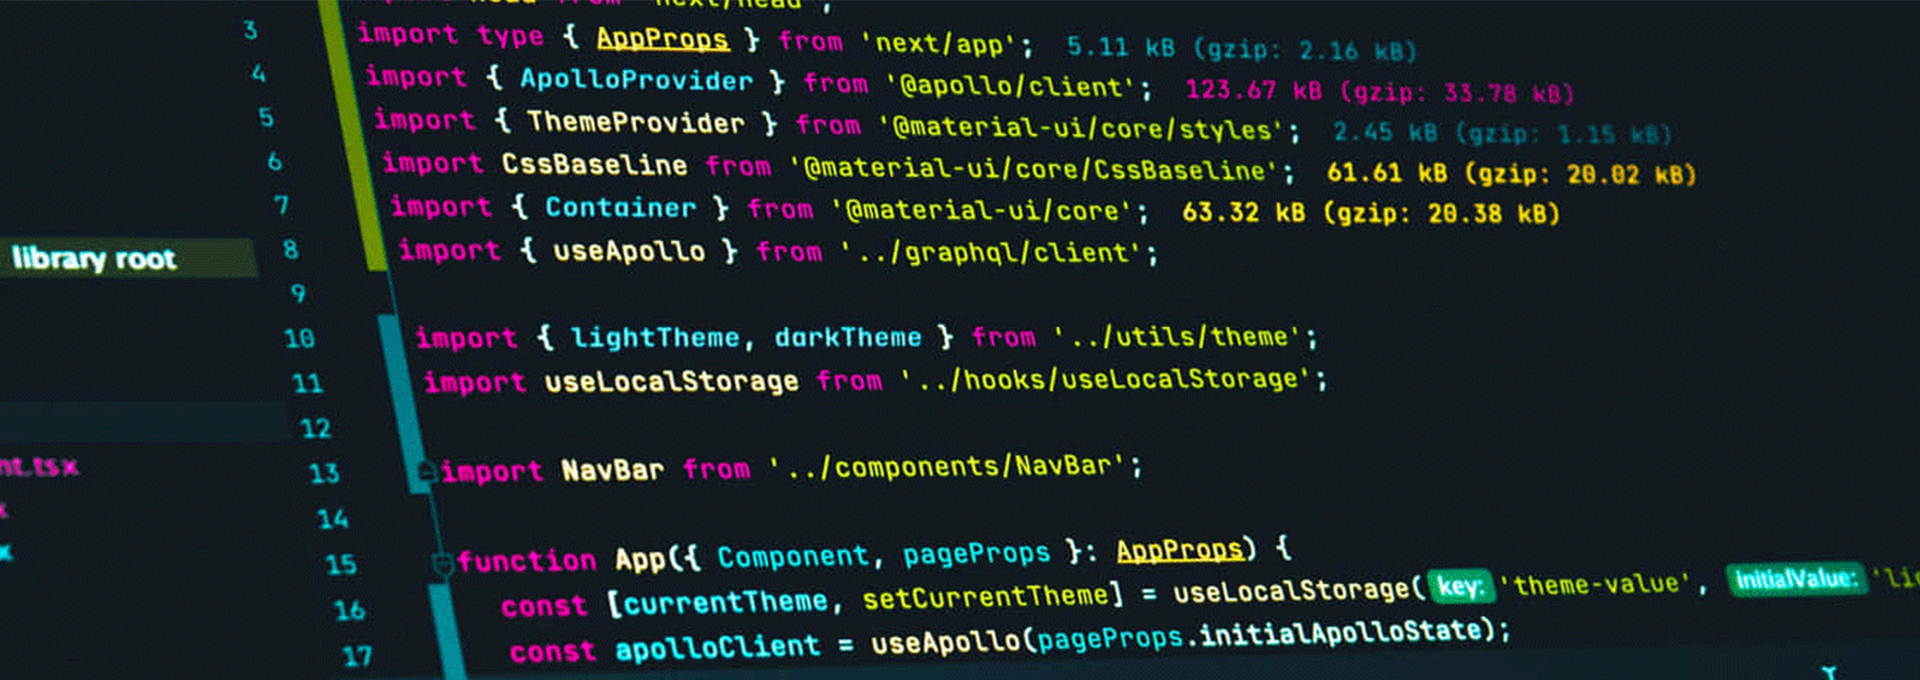 from 'next/head';
3 import type { AppProps } from 'next/app'; 5.11 kB (gzip: 2.16 kB)
4 import { ApolloProvider } from '@apollo/client'; 123.67 kB (gzip: 33.78 kB)
5 import { ThemeProvider } from '@material-ui/core/styles'; 2.45 kB (gzip: 1.15 kB)
6 import CssBaseline from '@material-ui/core/CssBaseline'; 61.61 kB (gzip: 20.02 kB)
7 import { Container } from '@material-ui/core'; 63.32 kB (gzip: 20.38 kB)
library root
8 import { useApollo } from '../graphql/client';
9
10 import { lightTheme, darkTheme } from '../utils/theme';
11 import useLocalStorage from '../hooks/useLocalStorage';
12
nt.tsx
13 import NavBar from '../components/NavBar';
14
15 function App({ Component, pageProps }: AppProps) {
16 const [currentTheme, setCurrentTheme] = useLocalStorage( key: 'theme-value', initialValue: 'li
17 const apolloClient = useApollo(pageProps.initialApolloState);